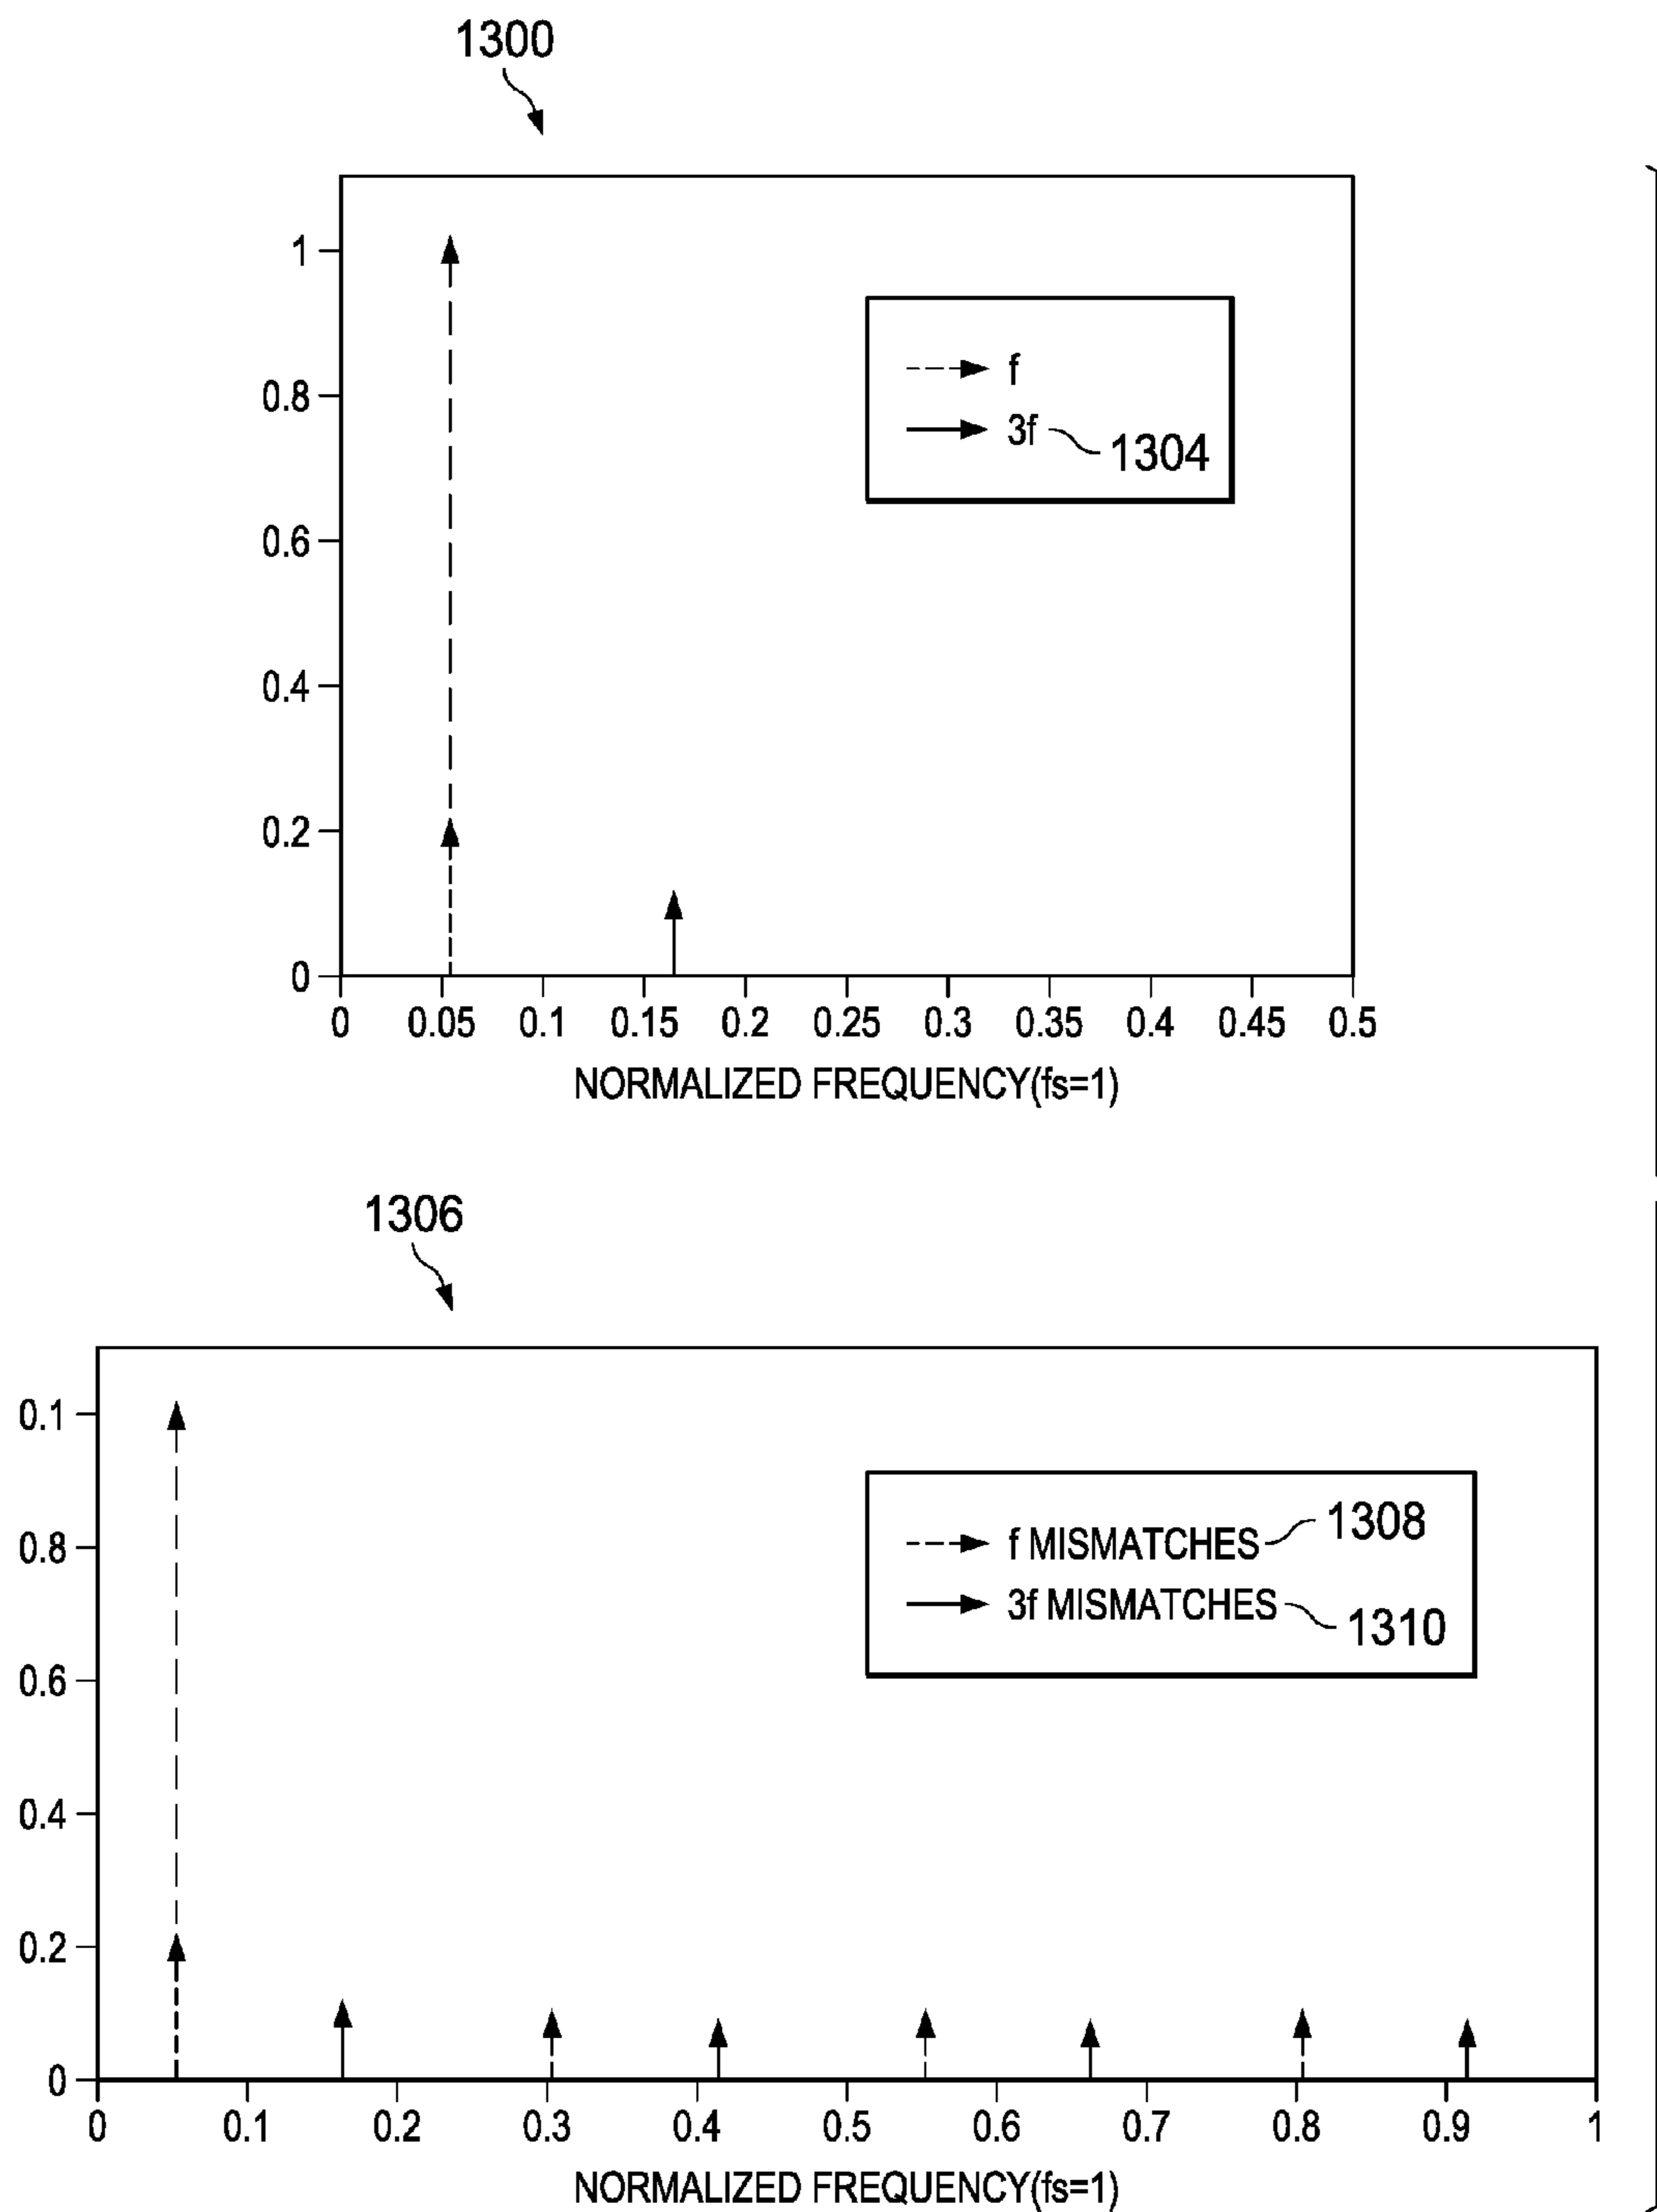 1300
1
0.8
0.6
0.4
0.2
0
f
3f 1304
0 0.05 0.1 0.15 0.2 0.25 0.3 0.35 0.4 0.45 0.5
NORMALIZED FREQUENCY(fs=1)
1306
0.1
0.8
0.6
0.4
0.2
0
f MISMATCHES 1308
3f MISMATCHES 1310
0 0.1 0.2 0.3 0.4 0.5 0.6 0.7 0.8 0.9 1
NORMALIZED FREQUENCY(fs=1)